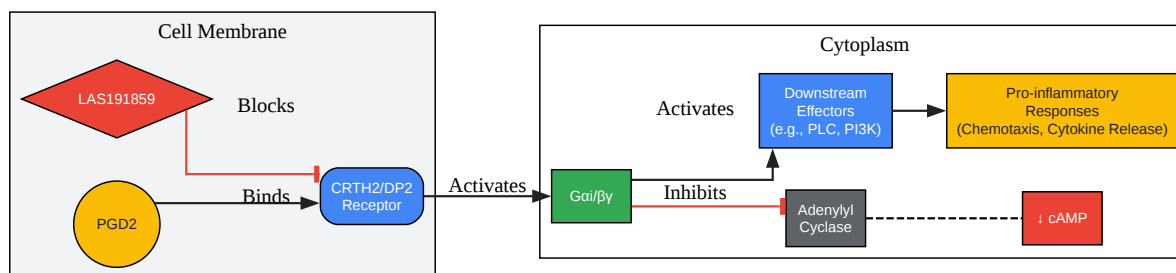 Cell Membrane
LAS191859
Blocks
CRTH2/DP2
Receptor
Binds
PGD2
Activates
Cytoplasm
Gαi/βγ
Activates
Downstream
Effectors
(e.g., PLC, PI3K)
Pro-inflammatory
Responses
(Chemotaxis, Cytokine Release)
Inhibits
Adenylyl
Cyclase
↓ cAMP